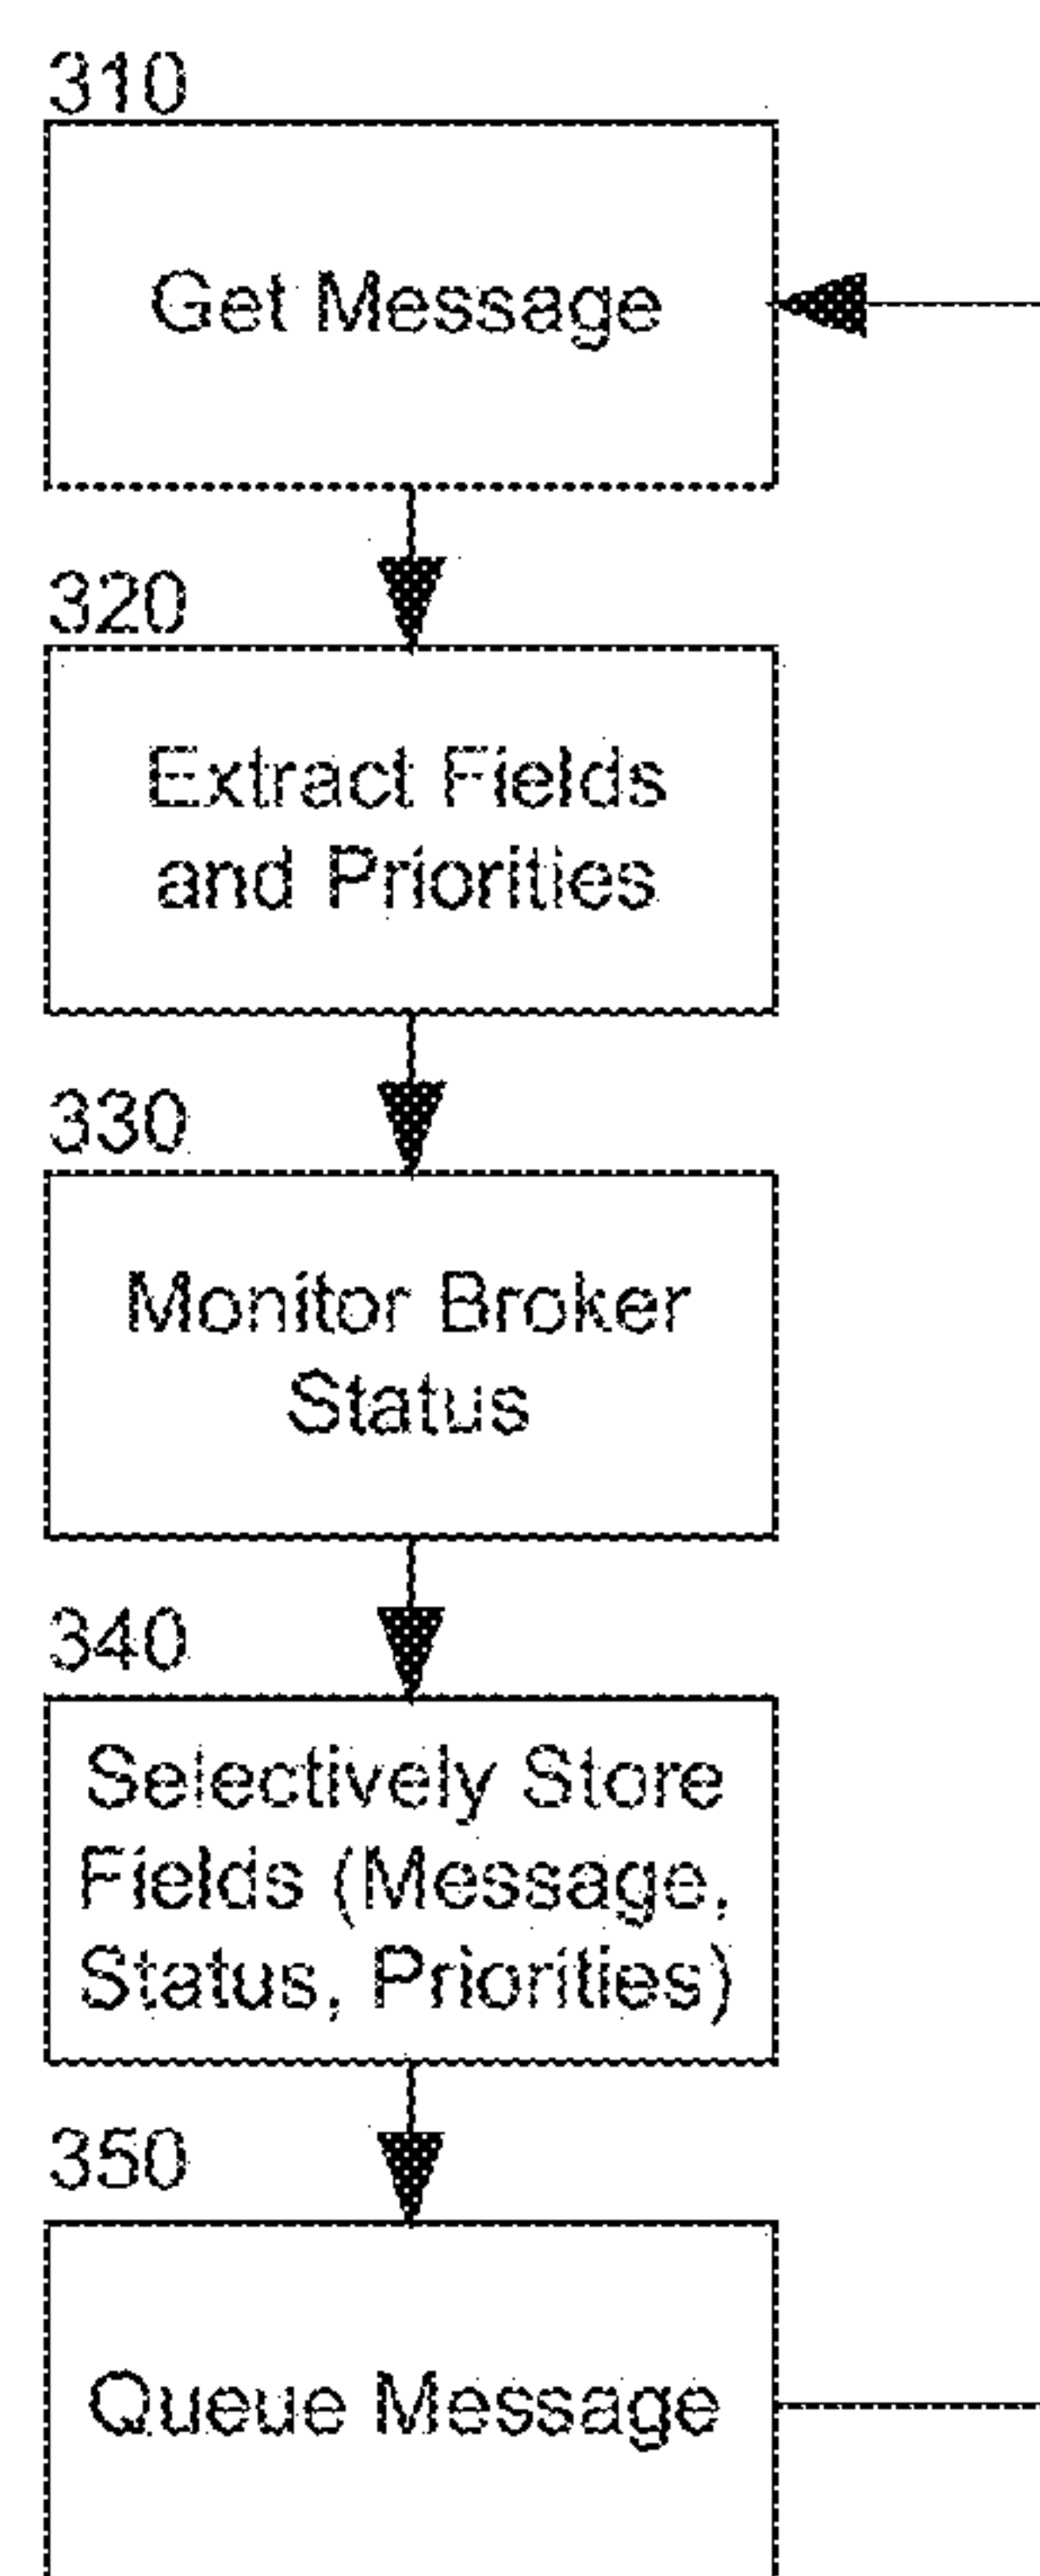 310
Get Message
320
Extract Fields
and Priorities
330
Monitor Broker
Status
340
Selectively Store
Fields (Message,
Status, Priorities)
350
Queue Message